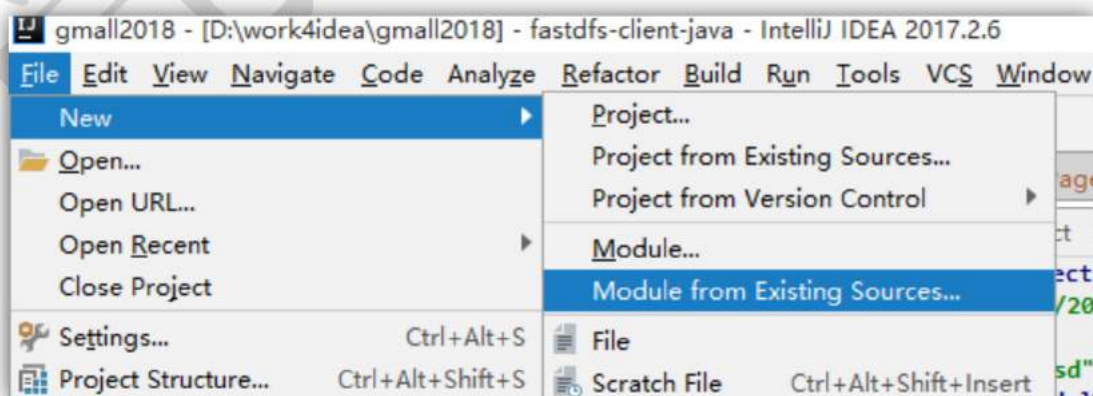 gmall2018 - [D:\work4idea\gmall2018] - fastdfs-client-java - IntelliJ IDEA 2017.2.6
File Edit View Navigate Code Analyze Refactor Build Run Tools VCS Window
New
Open...
Open URL...
Open Recent
Close Project
Settings... Ctrl+Alt+S
Project Structure... Ctrl+Alt+Shift+S
Project...
Project from Existing Sources...
Project from Version Control
Module...
Module from Existing Sources...
File
Scratch File Ctrl+Alt+Shift+Insert
ect
/20
sd"